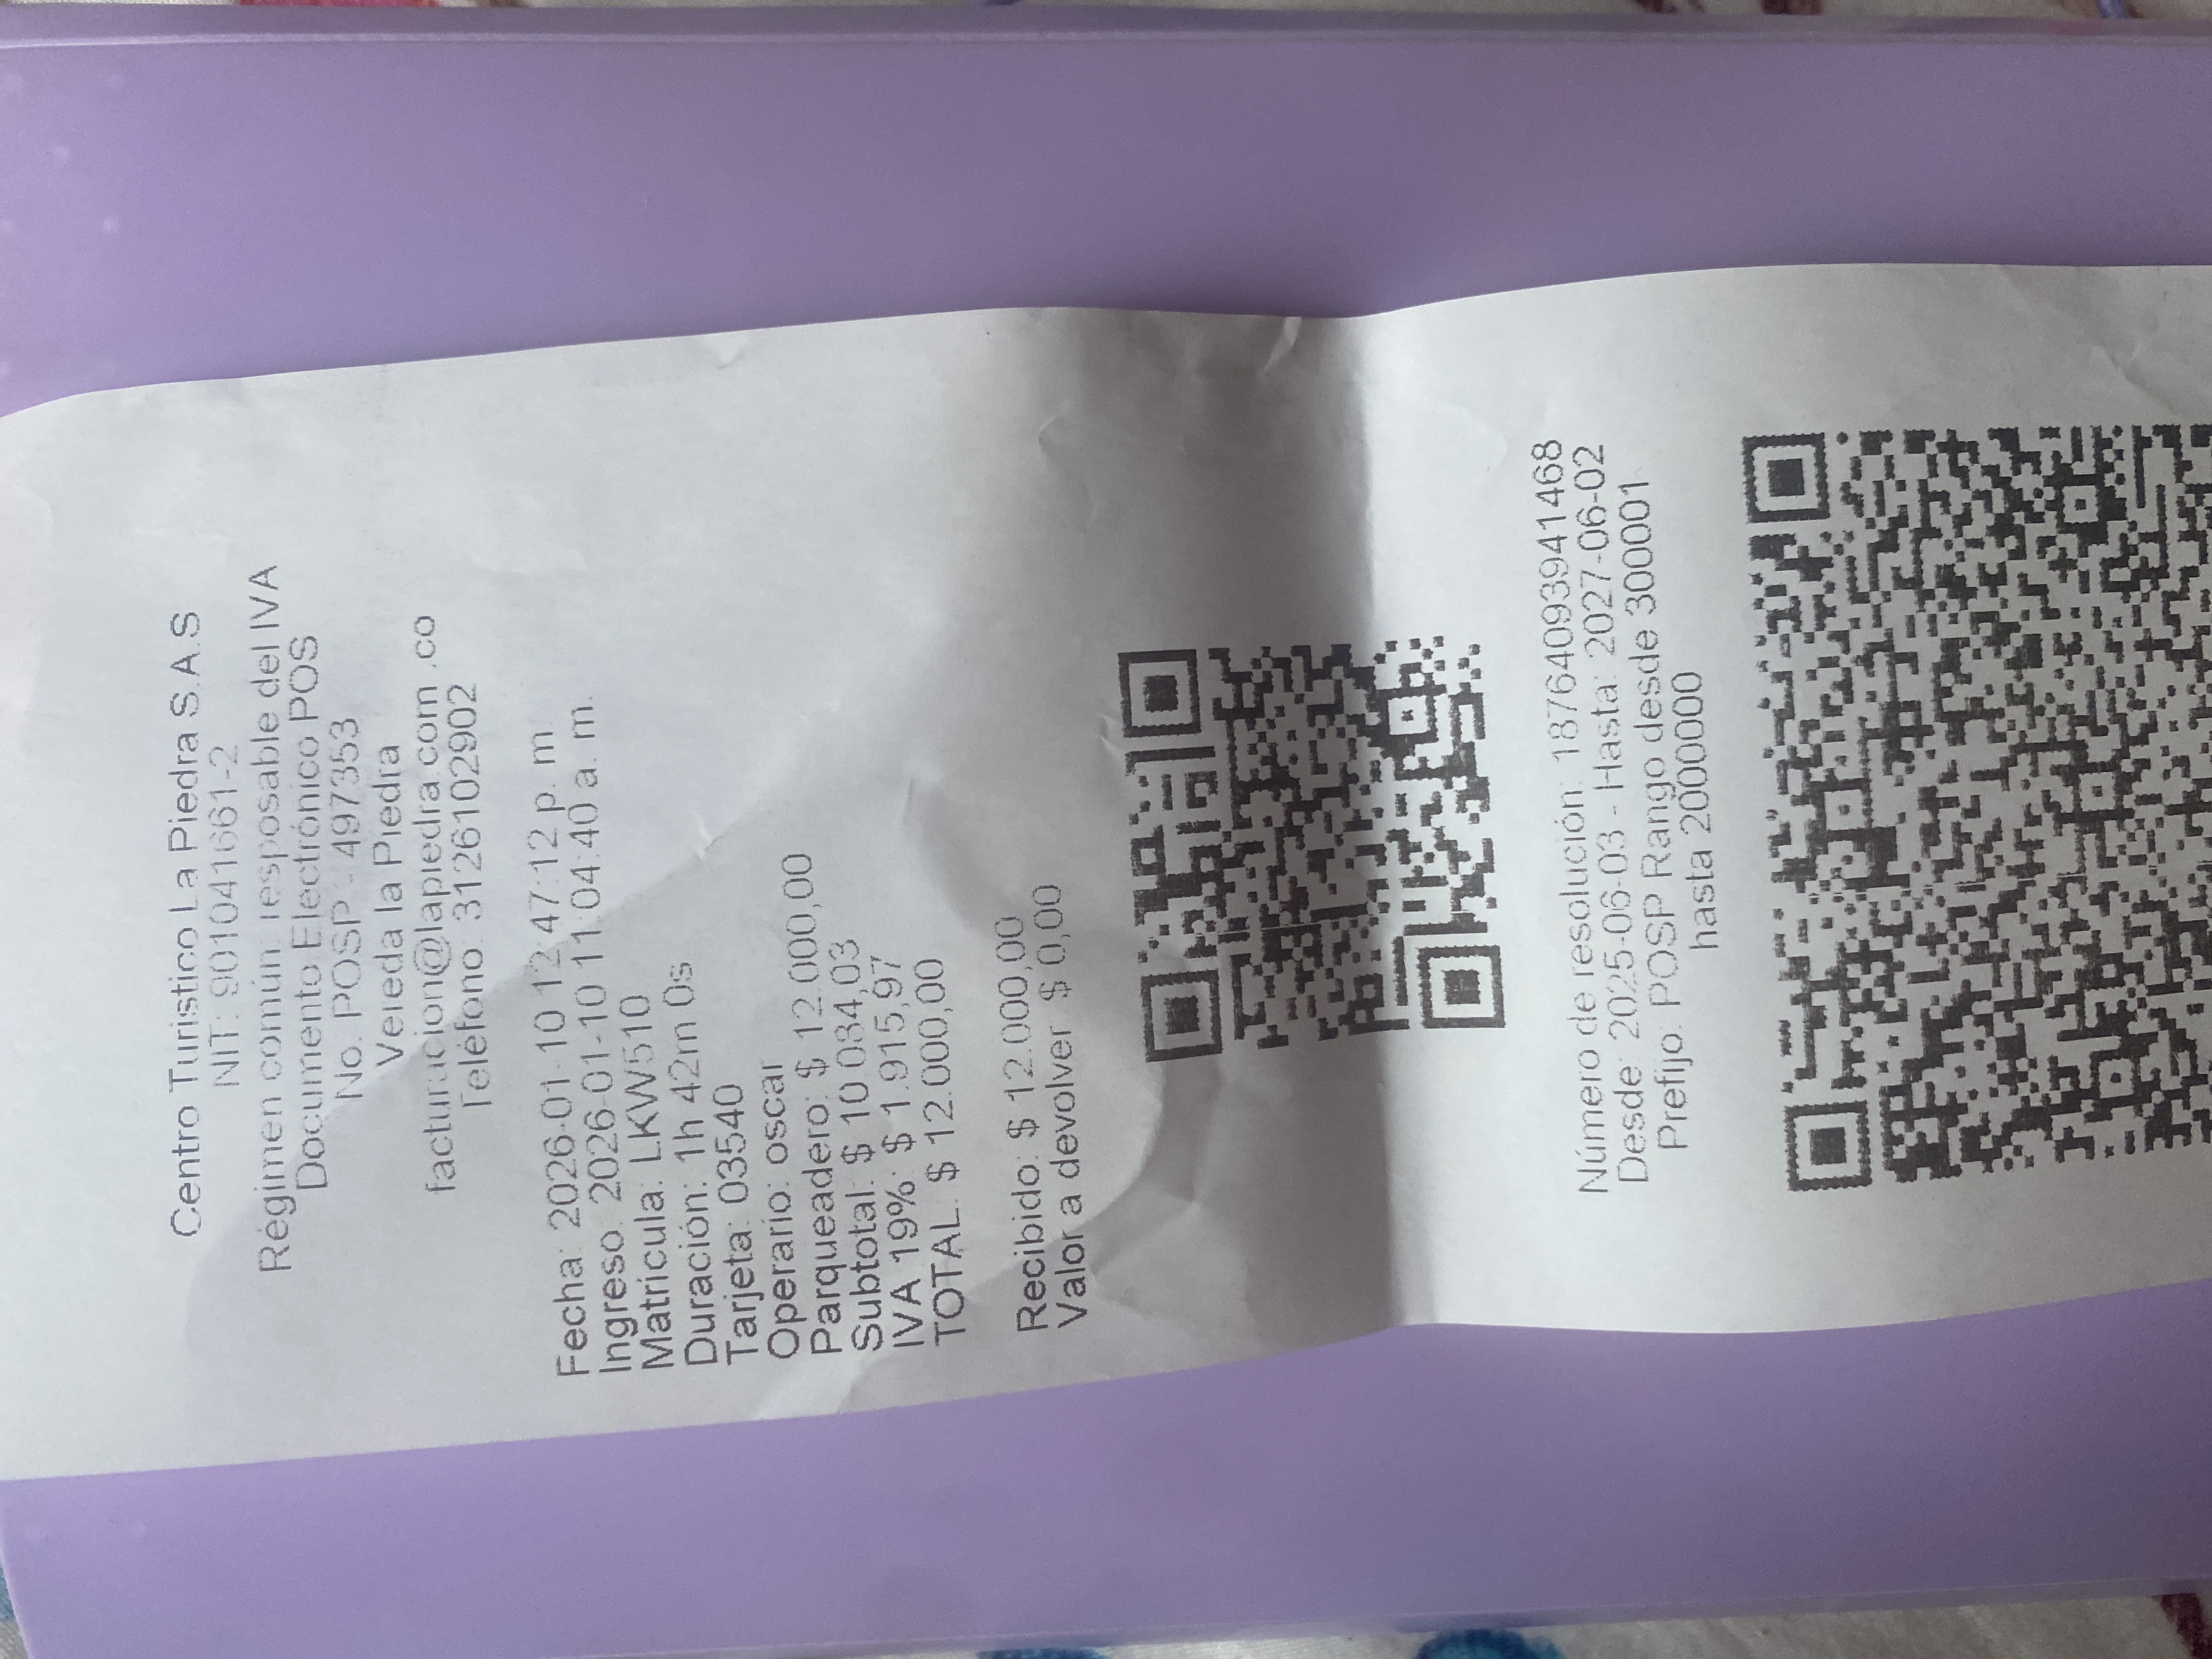 Centro Turistico La Piedra S.A.S
NIT: 901041661-2
Régimen común. resposable del IVA
Documento Electrónico POS
No. POSP - 497353
Vereda la Piedra
facturacion@lapiedra.com.co
Teléfono. 3126102902
Fecha: 2026-01-10 12:47:12 p. m.
Ingreso. 2026-01-10 11:04:40 a. m.
Matricula: LKW510
Duración: 1h 42m 0s
Tarjeta: 03540
Operario: oscar
Parqueadero: $ 12.000,00
Subtotal: $ 10.084,03
IVA 19%: $ 1.915,97
TOTAL: $ 12.000,00
Recibido: $ 12.000,00
Valor a devolver: $ 0,00
Número de resolución: 18764093941468
Desde: 2025-06-03 - Hasta: 2027-06-02
Prefijo: POSP Rango desde 300001
hasta 2000000